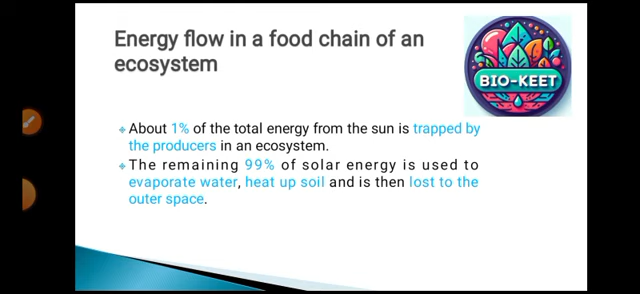 Energy flow in a food chain of an
ecosystem
BIO-KEET
About 1% of the total energy from the sun is trapped by
the producers in an ecosystem.
The remaining 99% of solar energy is used to
evaporate water, heat up soil and is then lost to the
outer space.